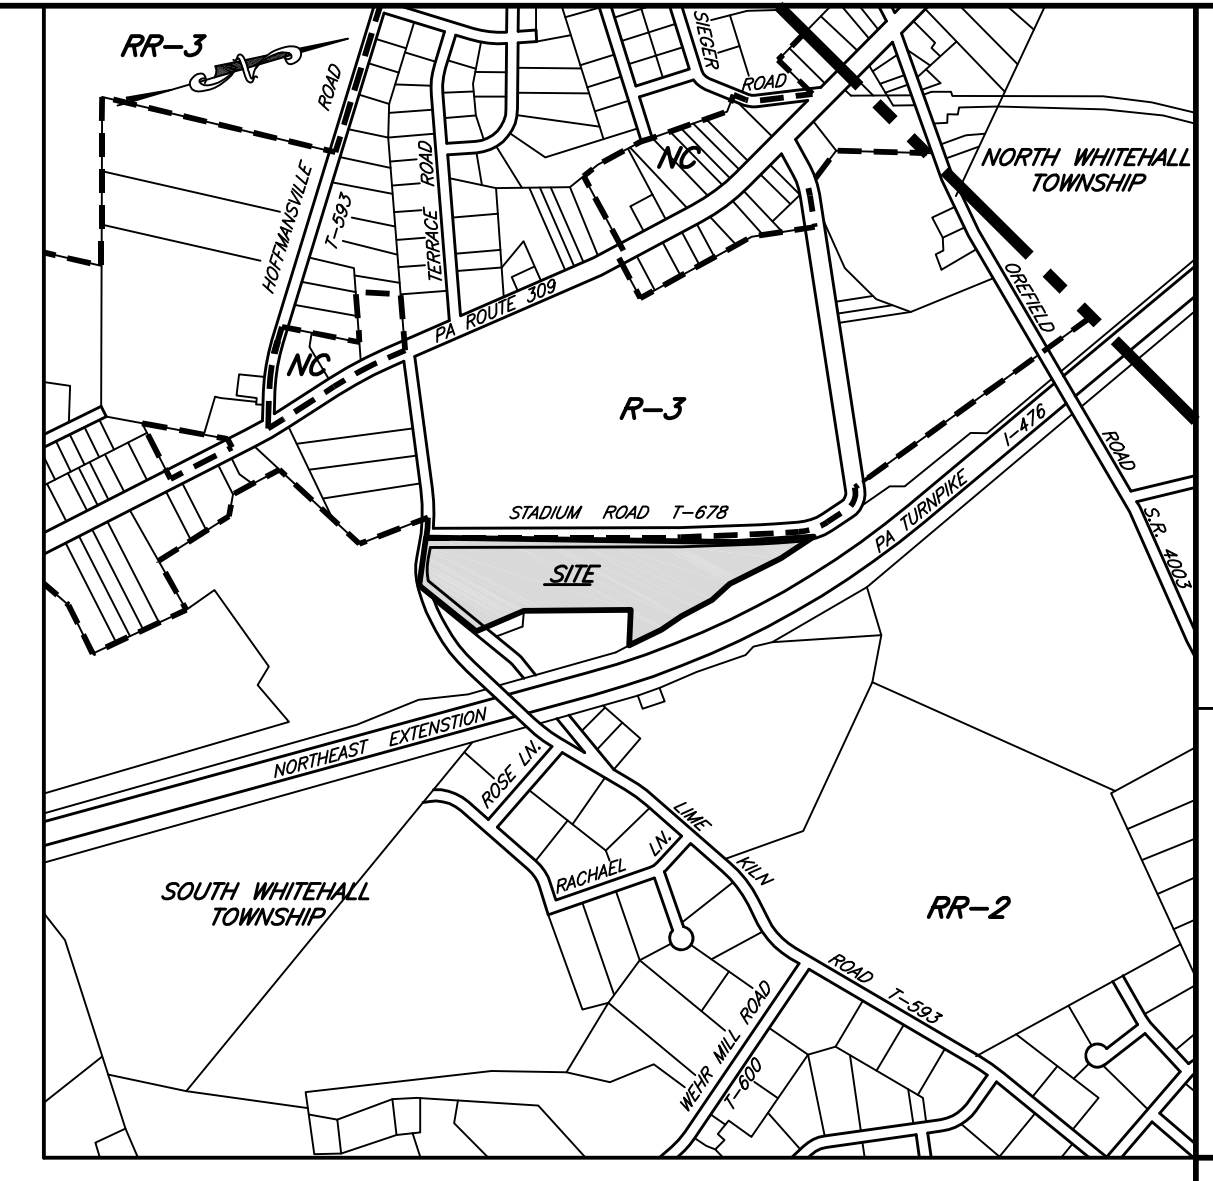 RR-3
ROAD
SIEGER
ROAD
NC
NORTH WHITEHALL
TOWNSHIP
HOFFMANSVILLE
T-593
TERRACE ROAD
PA ROUTE 309
OREFIELD
NC
R-3
I-476
ROAD
STADIUM ROAD T-678
PA TURNPIKE
S.R. 4003
SITE
NORTHEAST EXTENSTION
ROSE LN.
LIME
KILN
RACHAEL LN.
SOUTH WHITEHALL
TOWNSHIP
RR-2
ROAD T-593
WEHR MILL ROAD
T-600